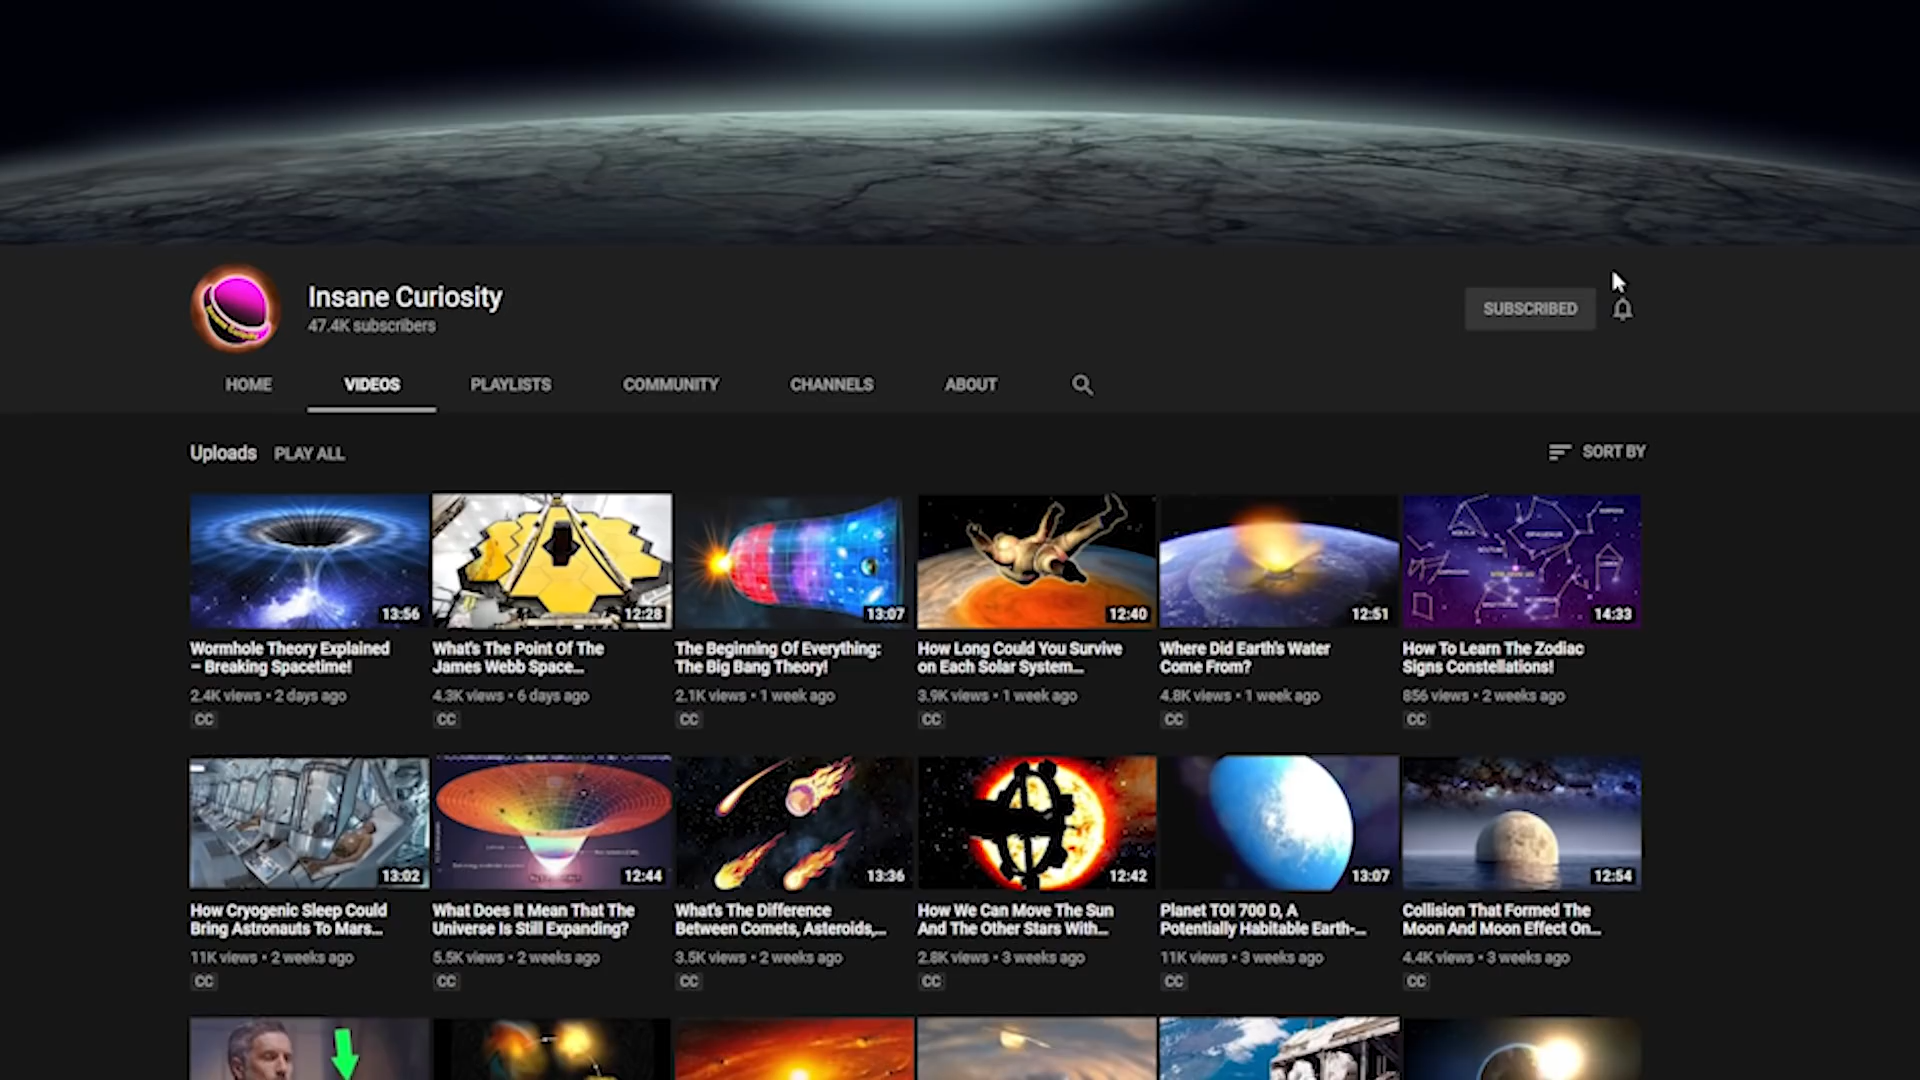 Insane Curiosity
47.4K subscribers
SUBSCRIBED
HOME VIDEOS PLAYLISTS COMMUNITY CHANNELS ABOUT
Uploads PLAY ALL
SORT BY
13:56
12:28
13:07
12:40
12:51
14:33
Wormhole Theory Explained
– Breaking Spacetime!
2.4K views • 2 days ago
CC
What's The Point Of The
James Webb Space...
4.3K views • 6 days ago
CC
The Beginning Of Everything:
The Big Bang Theory!
2.1K views • 1 week ago
CC
How Long Could You Survive
on Each Solar System...
3.9K views • 1 week ago
CC
Where Did Earth's Water
Come From?
4.8K views • 1 week ago
CC
How To Learn The Zodiac
Signs Constellations!
856 views • 2 weeks ago
CC
13:02
12:44
13:36
12:42
13:07
12:54
How Cryogenic Sleep Could
Bring Astronauts To Mars...
11K views • 2 weeks ago
CC
What Does It Mean That The
Universe Is Still Expanding?
5.5K views • 2 weeks ago
CC
What's The Difference
Between Comets, Asteroids,...
3.5K views • 2 weeks ago
CC
How We Can Move The Sun
And The Other Stars With...
2.8K views • 3 weeks ago
CC
Planet TOI 700 D, A
Potentially Habitable Earth-...
11K views • 3 weeks ago
CC
Collision That Formed The
Moon And Moon Effect On...
4.4K views • 3 weeks ago
CC